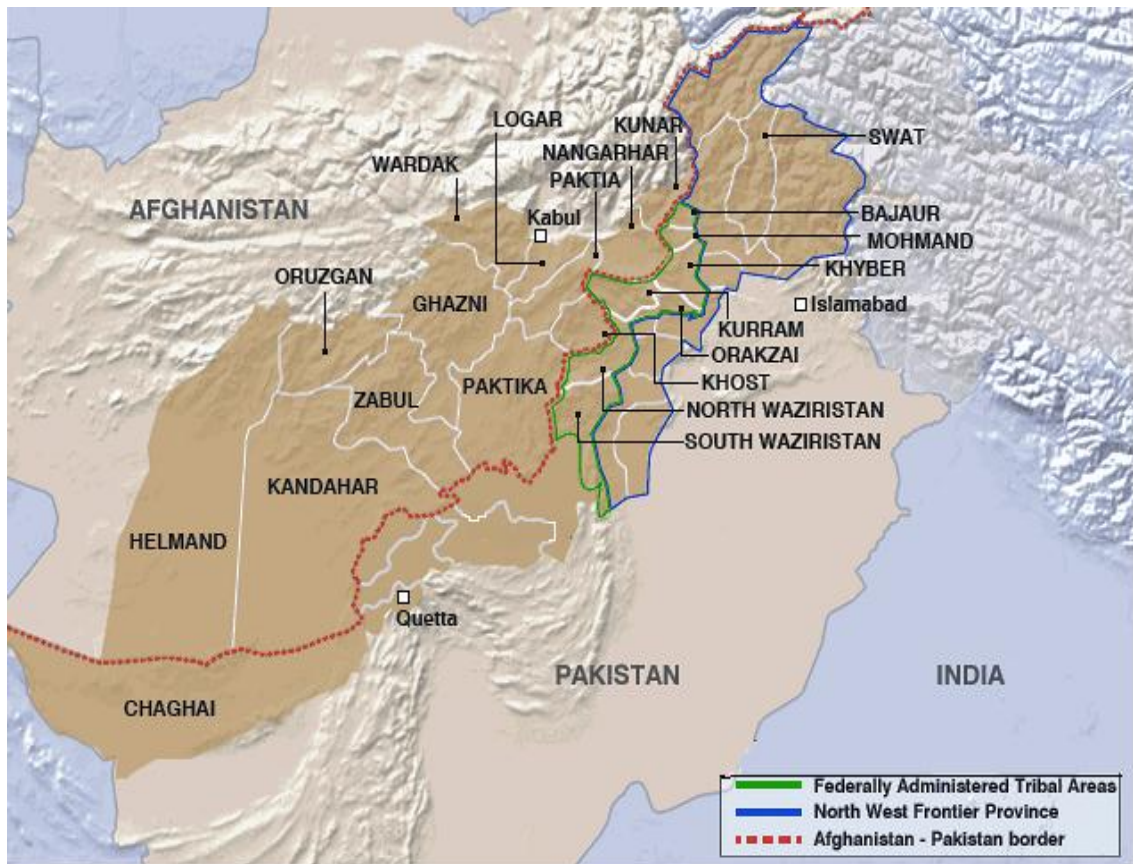 LOGAR
KUNAR
SWAT
NANGARHAR
WARDAK
PAKTIA
AFGHANISTAN
Kabul
BAJAUR
MOHMAND
KHYBER
ORUZGAN
GHAZNI
Islamabad
KURRAM
ORAKZAI
KHOST
PAKTIKA
ZABUL
NORTH WAZIRISTAN
SOUTH WAZIRISTAN
KANDAHAR
HELMAND
Quetta
PAKISTAN
INDIA
CHAGHAI
Federally Administered Tribal Areas
North West Frontier Province
Afghanistan - Pakistan border